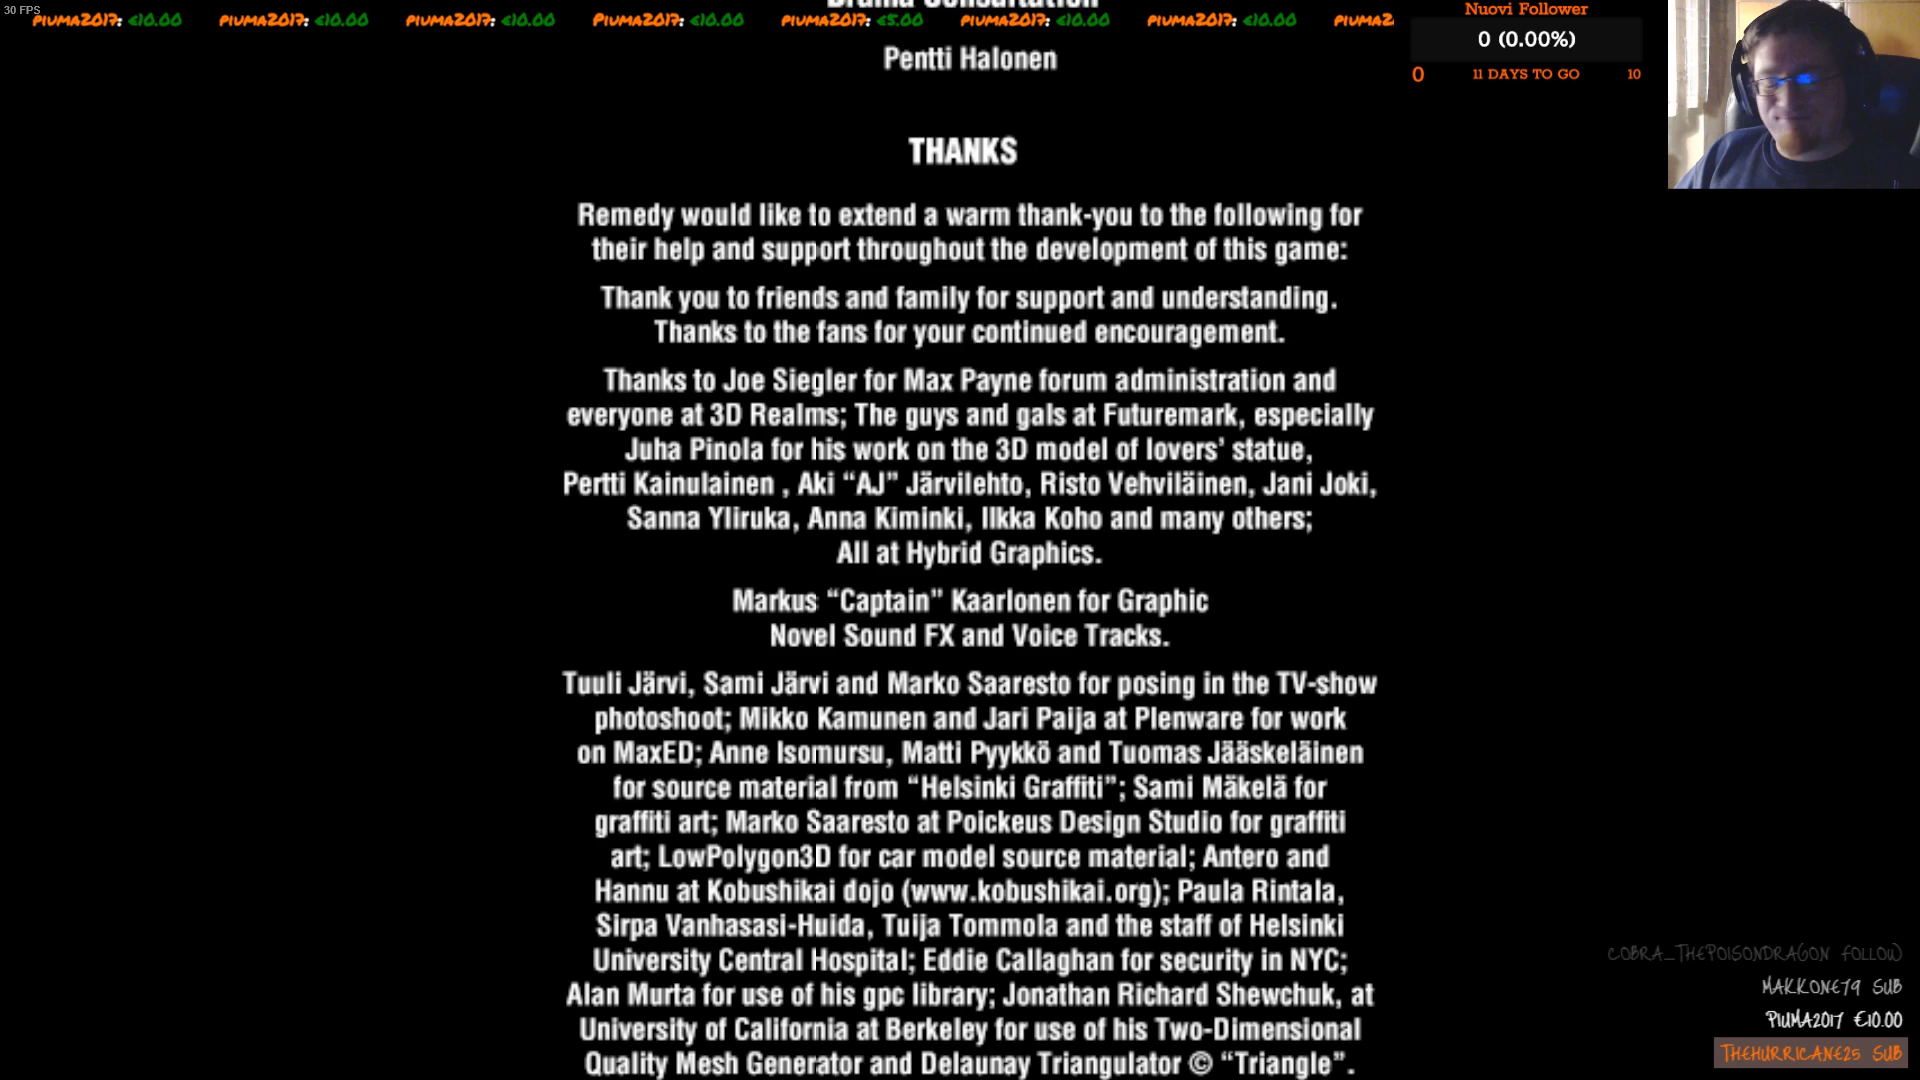 30 FPS
PIUMA2017: €10.00 PIUMA2017: €10.00 PIUMA2017: €10.00 PIUMA2017: €10.00 PIUMA2017: €5.00 PIUMA2017: €10.00 PIUMA2017: €10.00 PIUMA2
Nuovi Follower
0 (0.00%)
0 11 DAYS TO GO 10
Drama Consultation
Pentti Halonen
THANKS
Remedy would like to extend a warm thank-you to the following for
their help and support throughout the development of this game:
Thank you to friends and family for support and understanding.
Thanks to the fans for your continued encouragement.
Thanks to Joe Siegler for Max Payne forum administration and
everyone at 3D Realms; The guys and gals at Futuremark, especially
Juha Pinola for his work on the 3D model of lovers’ statue,
Pertti Kainulainen , Aki “AJ” Järvilehto, Risto Vehviläinen, Jani Joki,
Sanna Yliruka, Anna Kiminki, Ilkka Koho and many others;
All at Hybrid Graphics.
Markus “Captain” Kaarlonen for Graphic
Novel Sound FX and Voice Tracks.
Tuuli Järvi, Sami Järvi and Marko Saaresto for posing in the TV-show
photoshoot; Mikko Kamunen and Jari Paija at Plenware for work
on MaxED; Anne Isomursu, Matti Pyykkö and Tuomas Jääskeläinen
for source material from “Helsinki Graffiti”; Sami Mäkelä for
graffiti art; Marko Saaresto at Poickeus Design Studio for graffiti
art; LowPolygon3D for car model source material; Antero and
Hannu at Kobushikai dojo (www.kobushikai.org); Paula Rintala,
Sirpa Vanhasasi-Huida, Tuija Tommola and the staff of Helsinki
University Central Hospital; Eddie Callaghan for security in NYC;
Alan Murta for use of his gpc library; Jonathan Richard Shewchuk, at
University of California at Berkeley for use of his Two-Dimensional
Quality Mesh Generator and Delaunay Triangulator © “Triangle”.
COBRA_THEPOISONDRAGON FOLLOW
MAKKONE79 SUB
PIUMA2017 €10.00
THEHURRICANE25 SUB